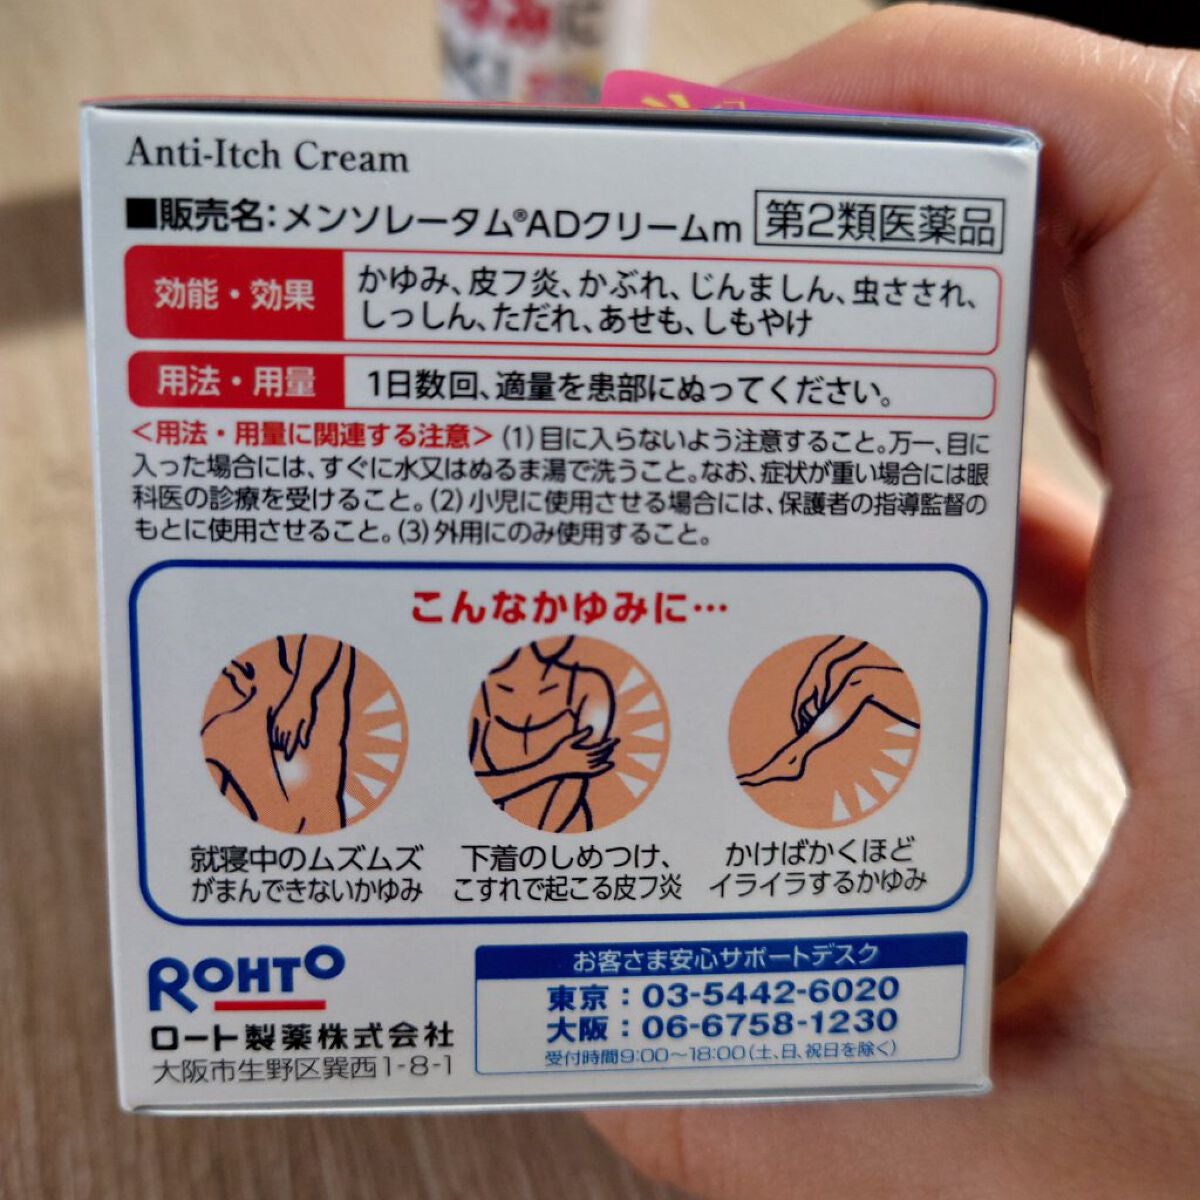 Anti-Itch Cream
■販売名：メンソレータム®ADクリームm 第2類医薬品
効能・効果
かゆみ、皮フ炎、かぶれ、じんましん、虫さされ、
しっしん、ただれ、あせも、しもやけ
用法・用量
1日数回、適量を患部にぬってください。
<用法・用量に関連する注意> (1)目に入らないよう注意すること。万一、目に
入った場合には、すぐに水又はぬるま湯で洗うこと。なお、症状が重い場合には眼
科医の診療を受けること。(2)小児に使用させる場合には、保護者の指導監督の
もとに使用させること。(3)外用にのみ使用すること。
こんなかゆみに…
就寝中のムズムズ
がまんできないかゆみ
下着のしめつけ、
こすれで起こる皮フ炎
かけばかくほど
イライラするかゆみ
ROHTO
ロート製薬株式会社
大阪市生野区巽西1-8-1
お客さま安心サポートデスク
東京：03-5442-6020
大阪：06-6758-1230
受付時間9:00〜18:00(土、日、祝日を除く)